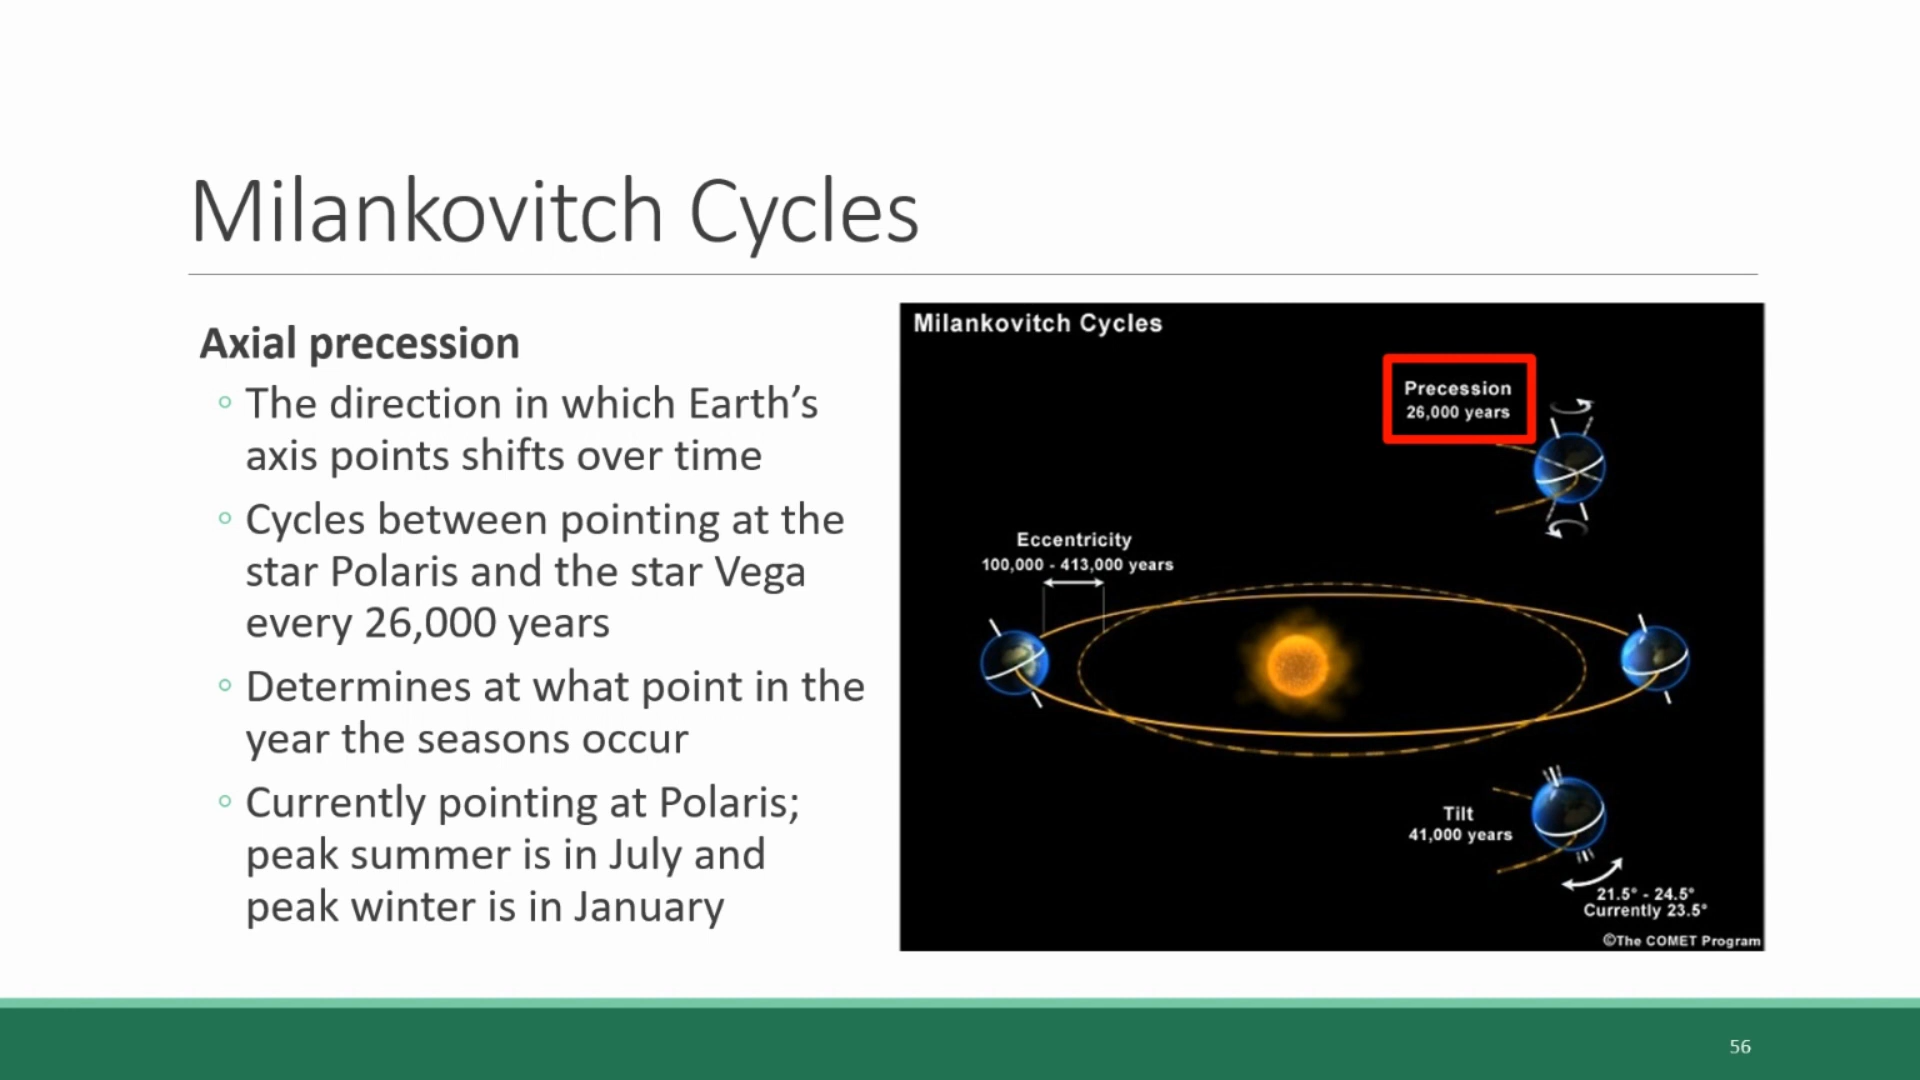 Milankovitch Cycles
Axial precession
◦ The direction in which Earth’s
axis points shifts over time
◦ Cycles between pointing at the
star Polaris and the star Vega
every 26,000 years
◦ Determines at what point in the
year the seasons occur
◦ Currently pointing at Polaris;
peak summer is in July and
peak winter is in January
Milankovitch Cycles
Precession
26,000 years
Eccentricity
100,000 - 413,000 years
Tilt
41,000 years
21.5° - 24.5°
Currently 23.5°
©The COMET Program
56